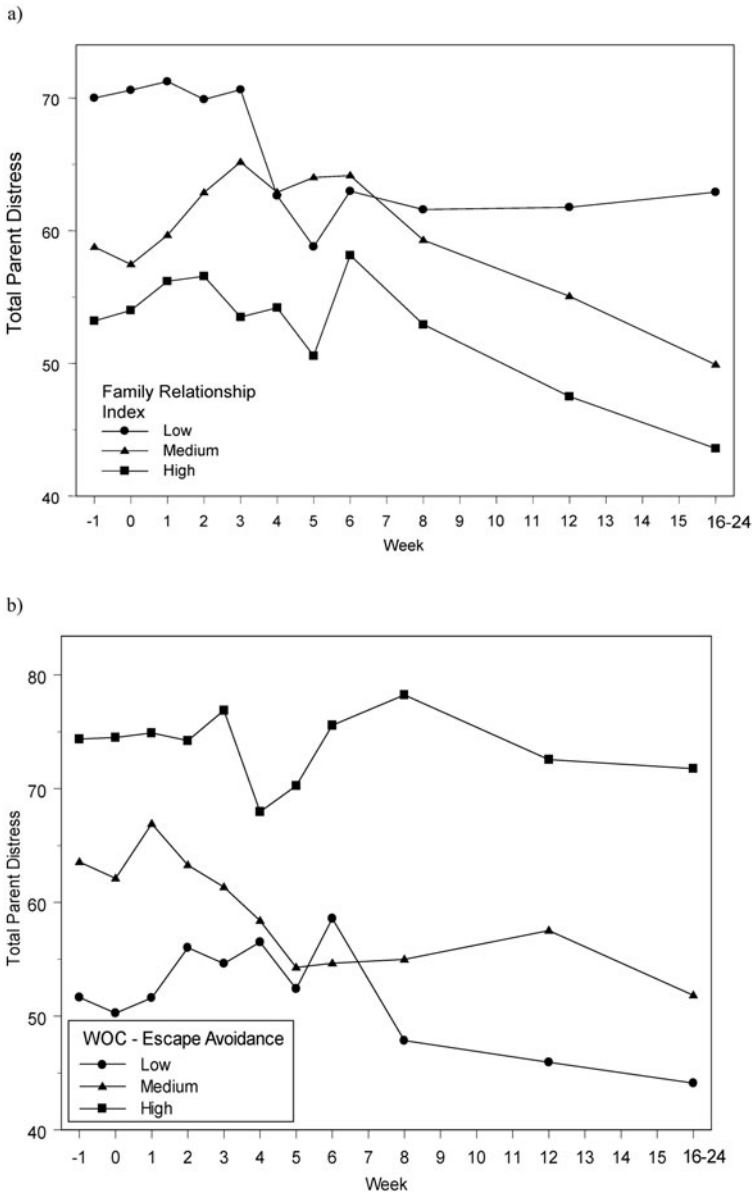 a)
70
60
50
40
Total Parent Distress
Family Relationship
Index
Low
Medium
High
-1 0 1 2 3 4 5 6 8 9 10 11 12 13 14 15 16-24
Week
b)
80
70
60
50
40
Total Parent Distress
WOC - Escape Avoidance
Low
Medium
High
-1 0 1 2 3 4 5 6 7 8 8 10 11 12 13 14 15 16-24
Week